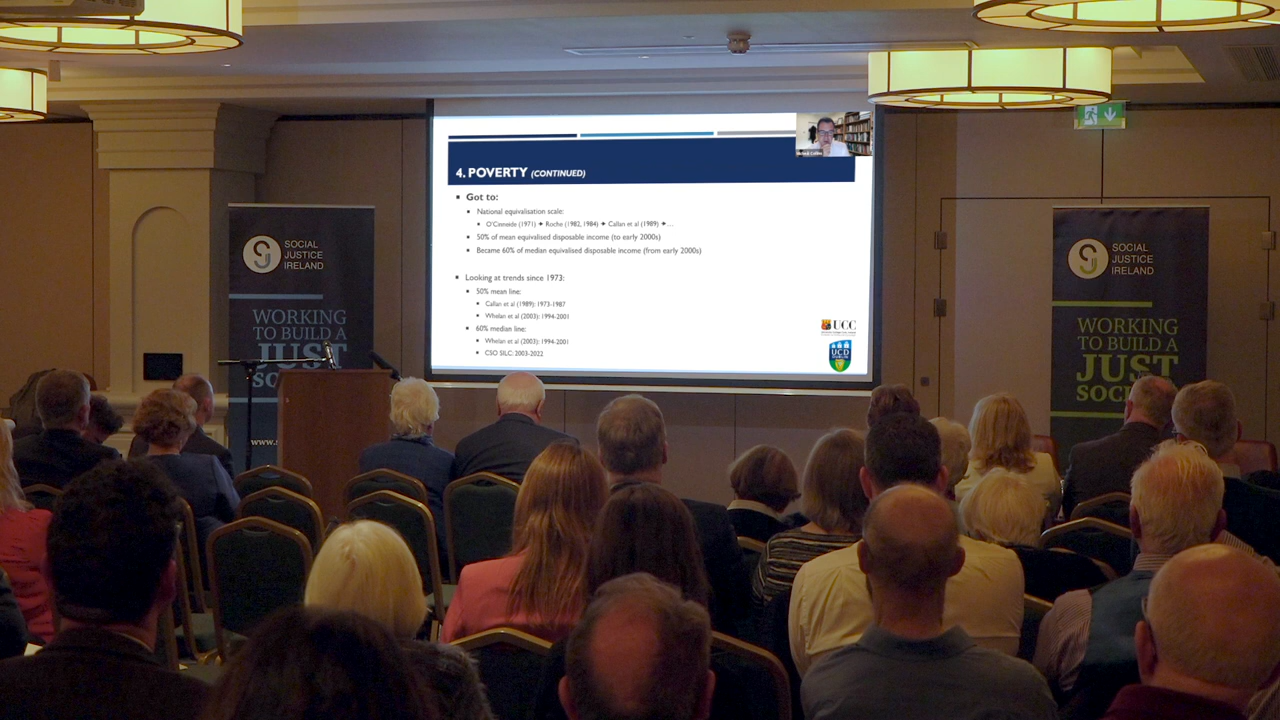 4. POVERTY (CONTINUED)
Got to:
National equivalisation scale:
O'Cinneide (1971) ✦ Roche (1982, 1984) ✦ Callan et al (1989) ✦...
50% of mean equivalised disposable income (to early 2000s)
Became 60% of median equivalised disposable income (from early 2000s)
Looking at trends since 1973:
50% mean line:
Callan et al (1989): 1973-1987
Whelan et al (2003): 1994-2001
60% median line:
Whelan et al (2003): 1994-2001
CSO SILC: 2003-2022
UCC
UCD
SOCIAL
JUSTICE
IRELAND
WORKING
TO BUILD A
JUST
SO
www.
SOCIAL
JUSTICE
IRELAND
WORKING
TO BUILD A
JUST
SOCI